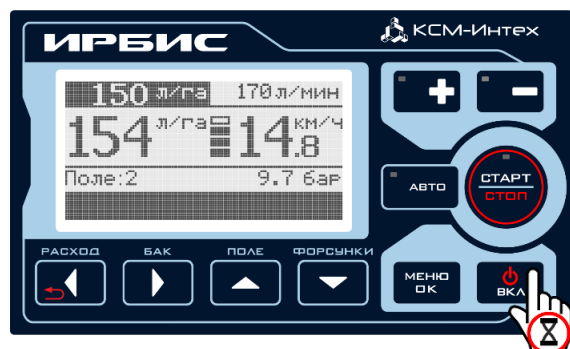 ИРБИС
КСМ-Интех
150 л/га 170 л/мин
154 л/га 14.8 км/ч
Поле:2 9.7 бар
АВТО
СТАРТ
СТОП
РАСХОД БАК ПОЛЕ ФОРСУНКИ
МЕНЮ
ОК
ВКЛ